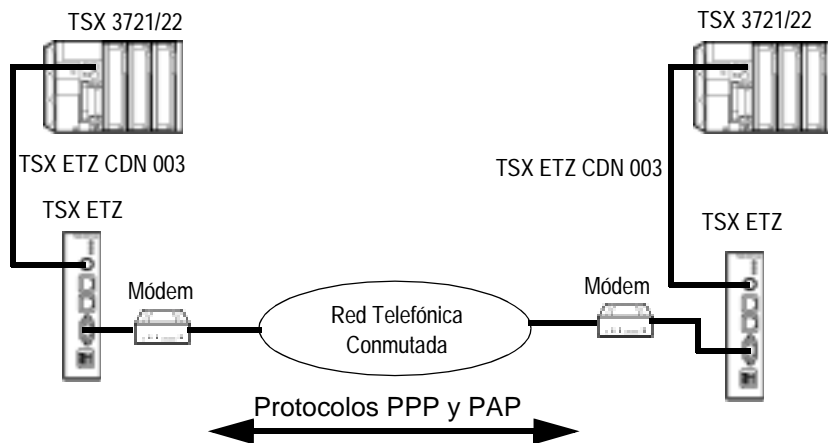 TSX 3721/22
TSX 3721/22
TSX ETZ CDN 003
TSX ETZ CDN 003
TSX ETZ
TSX ETZ
Módem
Módem
Red Telefónica
Conmutada
Protocolos PPP y PAP